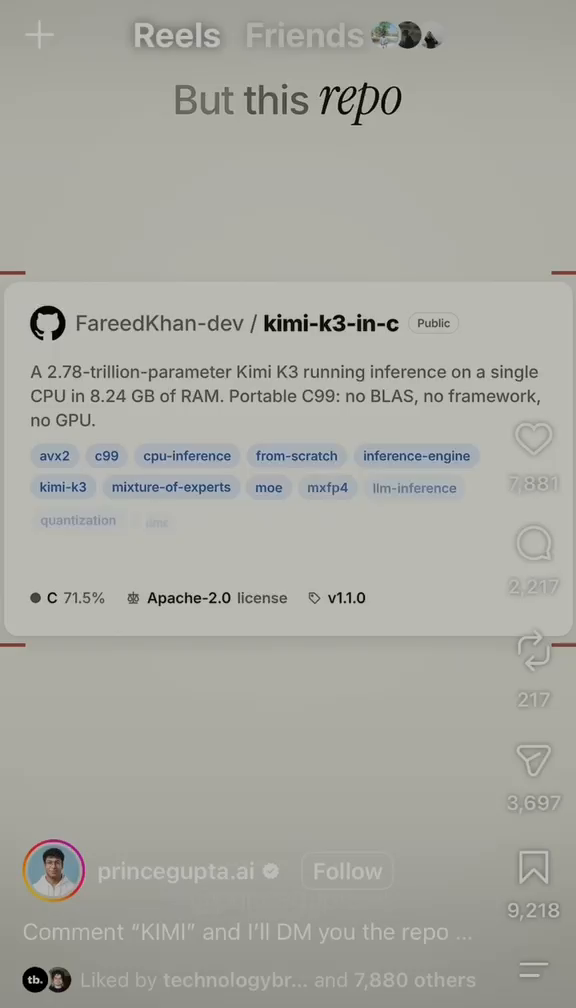 Reels Friends
But this repo
FareedKhan-dev / kimi-k3-in-c Public
A 2.78-trillion-parameter Kimi K3 running inference on a single
CPU in 8.24 GB of RAM. Portable C99: no BLAS, no framework,
no GPU.
avx2 c99 cpu-inference from-scratch inference-engine
kimi-k3 mixture-of-experts moe mxfp4 llm-inference
quantization
C 71.5% Apache-2.0 license v1.1.0
7,881
2,217
217
3,697
9,218
princegupta.ai Follow
Comment “KIMI” and I’ll DM you the repo ...
tb. Liked by technologybr... and 7,880 others